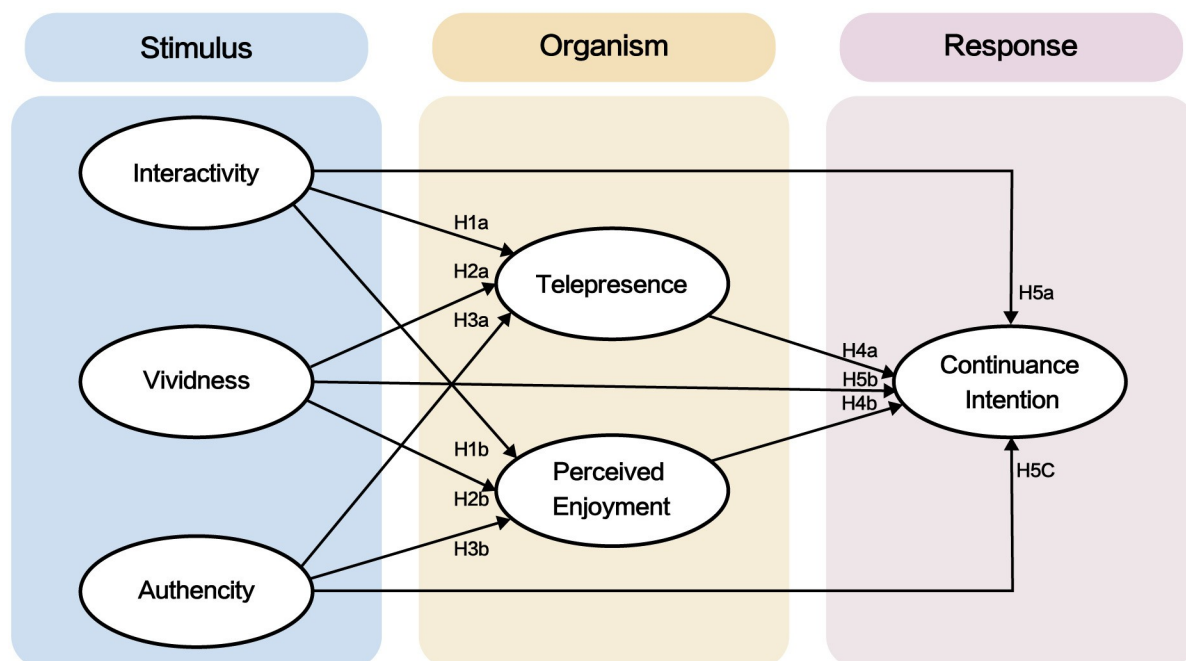 Stimulus
Organism
Response
Interactivity
H1a
H2a
Telepresence
H5a
H3a
H4a
Vividness
H5b
Continuance
Intention
H4b
H1b
Perceived
Enjoyment
H2b
H5C
H3b
Authencity